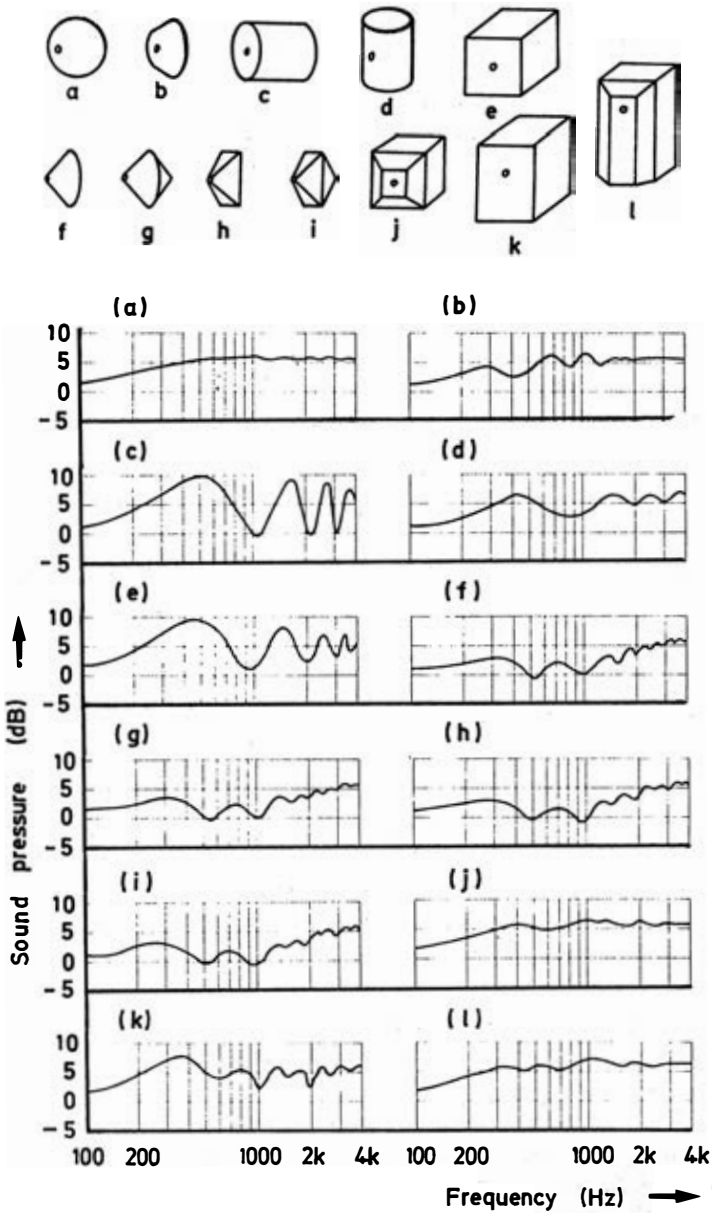 a b c d e
f g h i j k l
(a) (b)
10
5
0
-5
(c) (d)
10
5
0
-5
(e) (f)
10
5
0
-5
(g) (h)
10
5
0
-5
(i) (j)
10
5
0
-5
(k) (l)
10
5
0
-5
100 200 1000 2k 4k 100 200 1000 2k 4k
Sound pressure (dB)
Frequency (Hz)